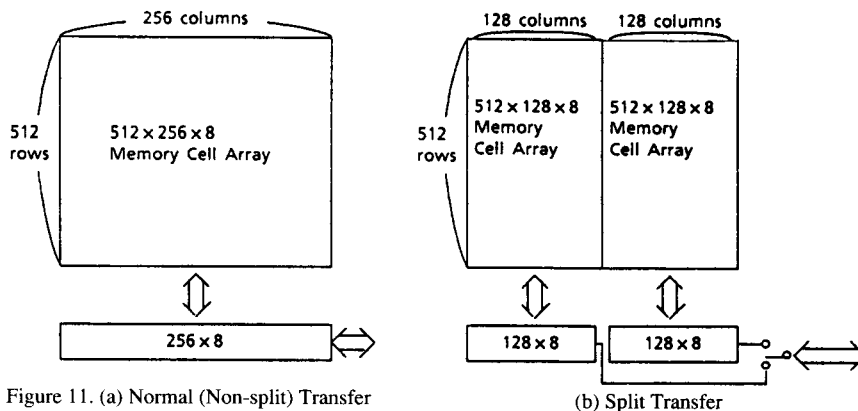 256 columns
512
rows
512 x 256 x 8
Memory Cell Array
256 x 8
Figure 11. (a) Normal (Non-split) Transfer
128 columns
128 columns
512
rows
512 x 128 x 8
Memory
Cell Array
512 x 128 x 8
Memory
Cell Array
128 x 8
128 x 8
(b) Split Transfer